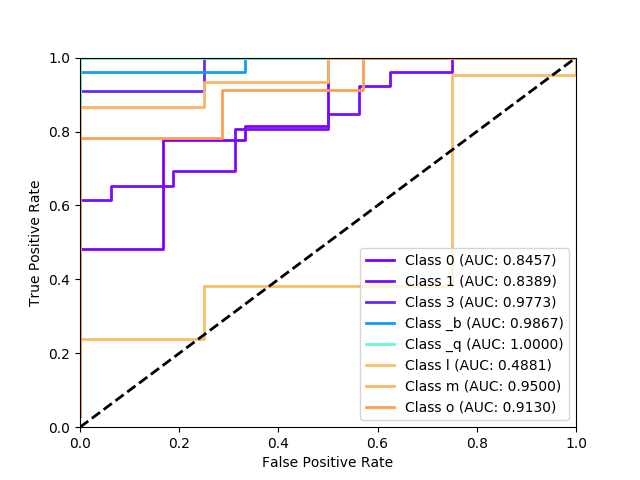 1.0
0.8
0.6
0.4
0.2
0.0
True Positive Rate
Class 0 (AUC: 0.8457)
Class 1 (AUC: 0.8389)
Class 3 (AUC: 0.9773)
Class _b (AUC: 0.9867)
Class _q (AUC: 1.0000)
Class l (AUC: 0.4881)
Class m (AUC: 0.9500)
Class o (AUC: 0.9130)
0.0 0.2 0.4 0.6 0.8 1.0
False Positive Rate